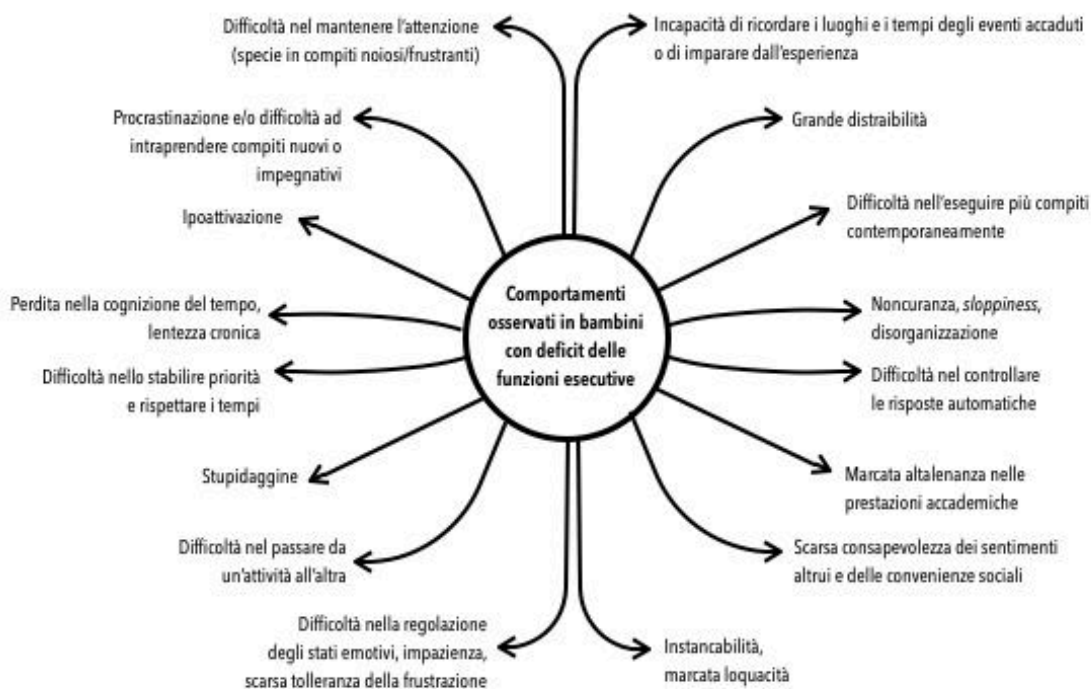 Difficoltà nel mantenere l'attenzione
(specie in compiti noiosi/frustranti)
Incapacità di ricordare i luoghi e i tempi degli eventi accaduti
o di imparare dall'esperienza
Procrastinazione e/o difficoltà ad
intraprendere compiti nuovi o
impegnativi
Grande distraibilità
Ipoattivazione
Difficoltà nell'eseguire più compiti
contemporaneamente
Perdita nella cognizione del tempo,
lentezza cronica
Comportamenti
osservati in bambini
con deficit delle
funzioni esecutive
Noncuranza, sloppiness,
disorganizzazione
Difficoltà nello stabilire priorità
e rispettare i tempi
Difficoltà nel controllare
le risposte automatiche
Stupidaggine
Marcata altalenanza nelle
prestazioni accademiche
Difficoltà nel passare da
un'attività all'altra
Scarsa consapevolezza dei sentimenti
altrui e delle convenienze sociali
Difficoltà nella regolazione
degli stati emotivi, impazienza,
scarsa tolleranza della frustrazione
Instancabilità,
marcata loquacità